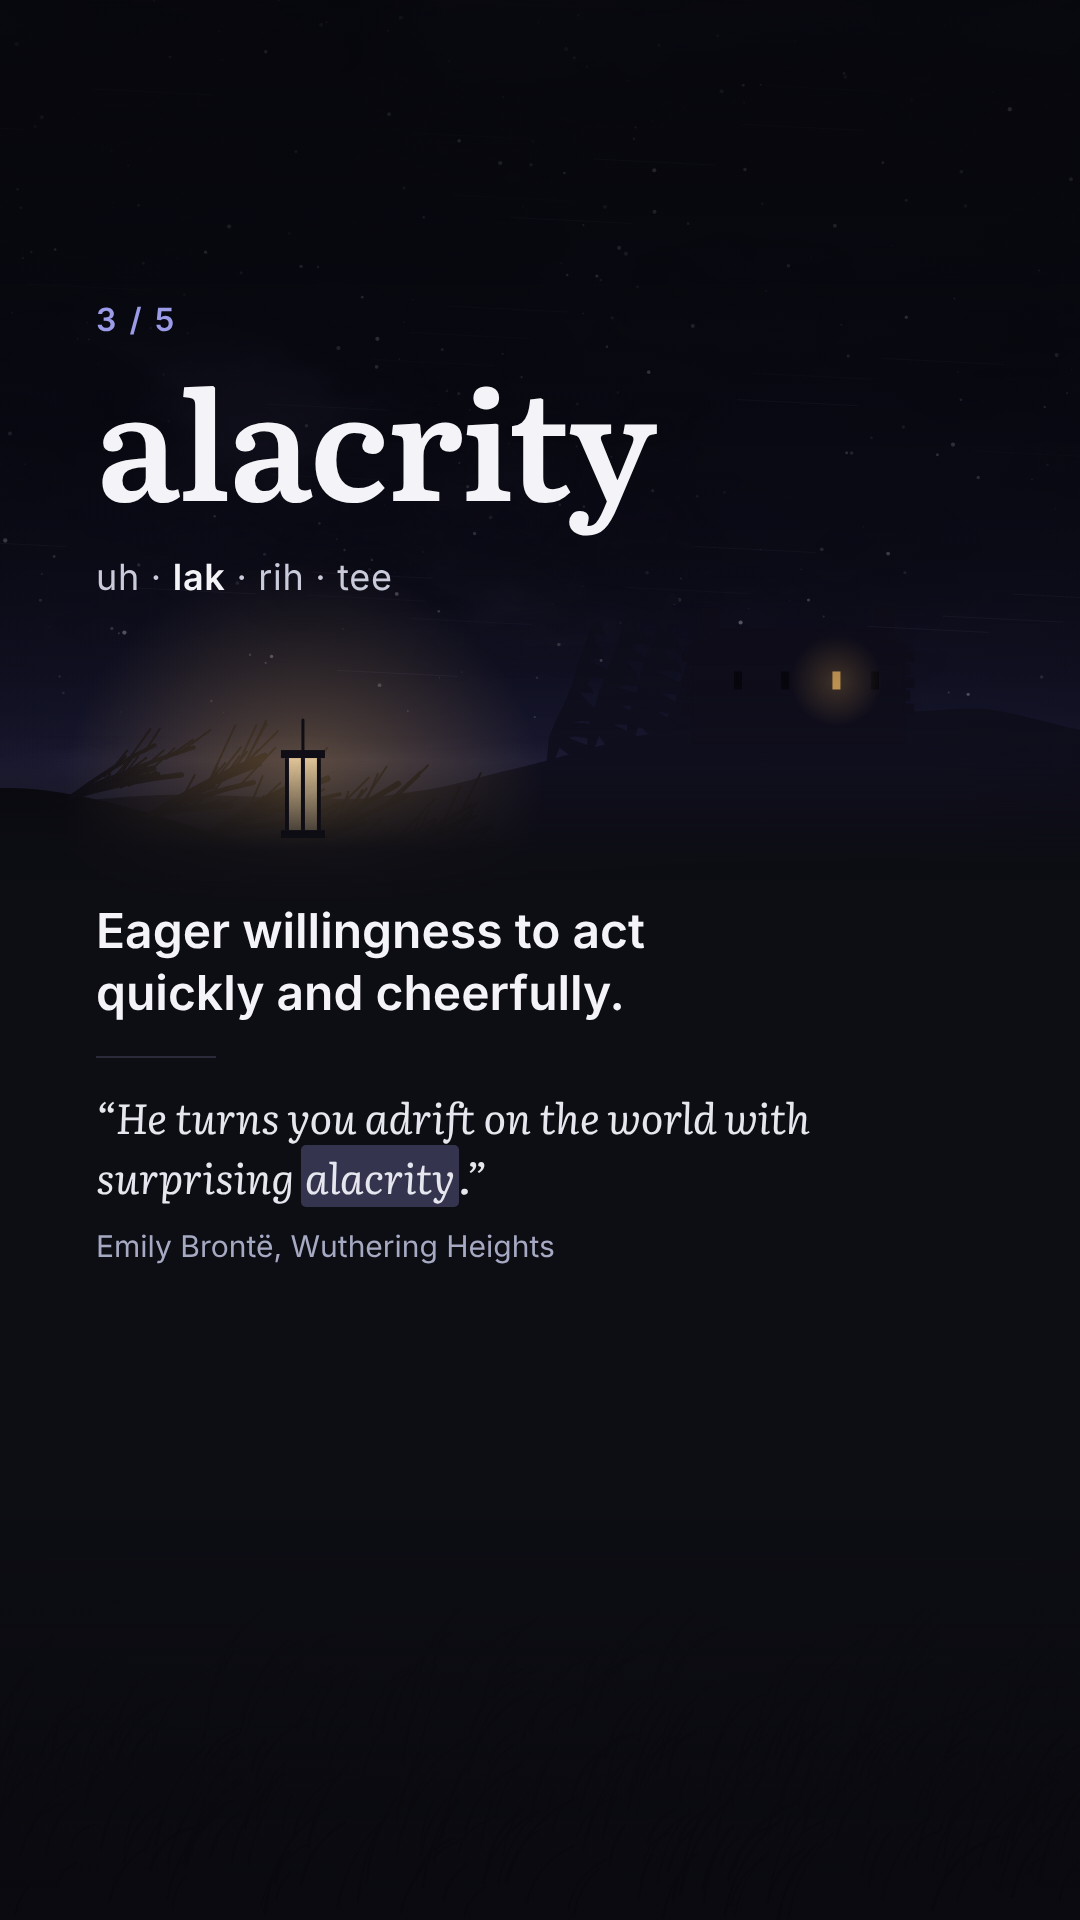 3 / 5
alacrity
uh · lak · rih · tee
Eager willingness to act
quickly and cheerfully.
“He turns you adrift on the world with
surprising alacrity.”
Emily Brontë, Wuthering Heights